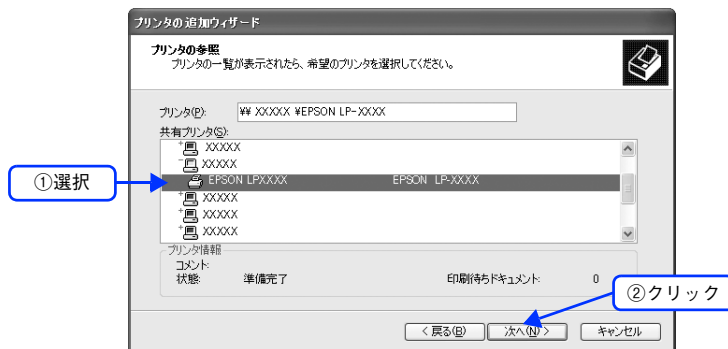 プリンタの追加ウィザード
プリンタの参照
プリンタの一覧が表示されたら、希望のプリンタを選択してください。
プリンタ(P):
¥¥ XXXXX ¥EPSON LP-XXXX
共有プリンタ(S):
XXXXX
XXXXX
①選択
EPSON LPXXXX EPSON LP-XXXX
XXXXX
XXXXX
XXXXX
プリンタ情報
コメント:
状態: 準備完了 印刷待ちドキュメント: 0
②クリック
< 戻る(B) 次へ(N) > キャンセル